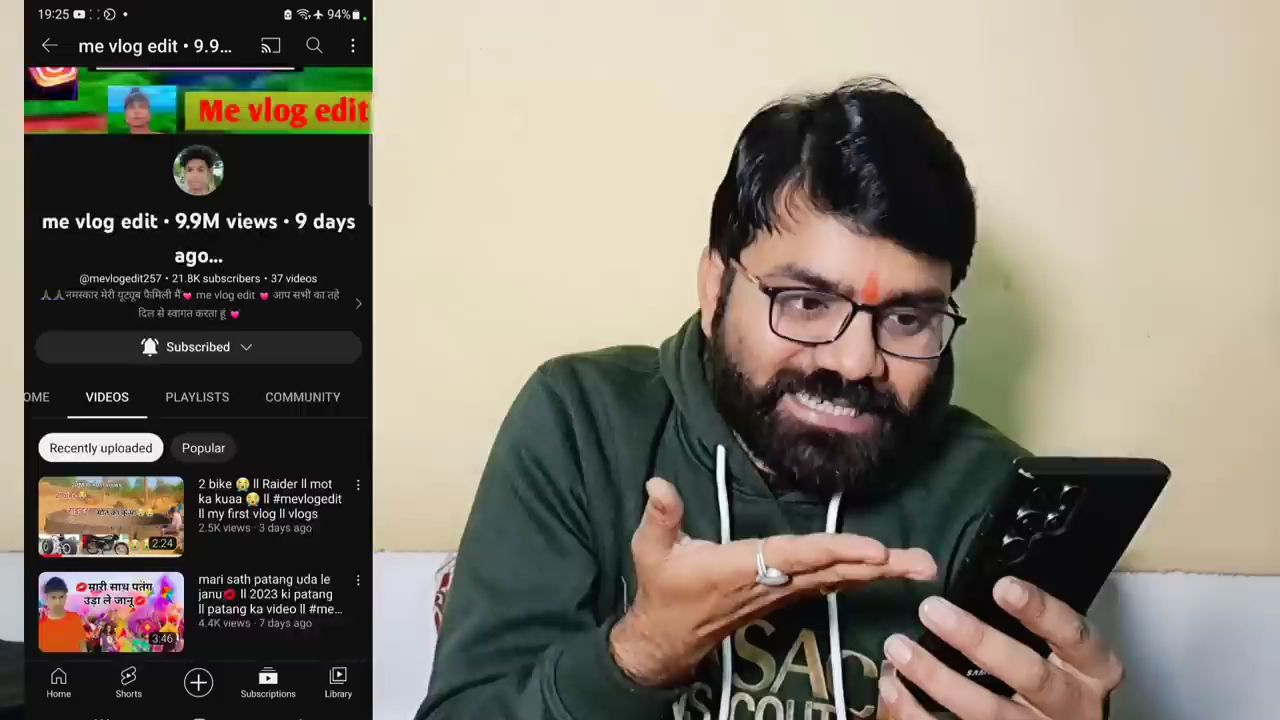 19:25
94%
me vlog edit • 9.9...
Me vlog edit
me vlog edit • 9.9M views • 9 days
ago...
@mevlogedit257 • 21.8K subscribers • 37 videos
🙏🙏नमस्कार मेरी यूट्यूब फैमिली मैं💓 me vlog edit 💓 आप सभी का तहे
दिल से स्वागत करता हूं 💓
Subscribed
OME
VIDEOS
PLAYLISTS
COMMUNITY
Recently uploaded
Popular
2 bike 😭 ll Raider ll mot
ka kuaa 😭 ll #mevlogedit
ll my first vlog ll vlogs
2.5K views · 3 days ago
2:24
mari sath patang uda le
janu💋 ll 2023 ki patang
ll patang ka video ll #me...
4.4K views · 7 days ago
💋मारी साथ पतंग
उड़ा ले जानू💋
3:46
Home
Shorts
Subscriptions
Library
SAMS
SAC
SCOUT